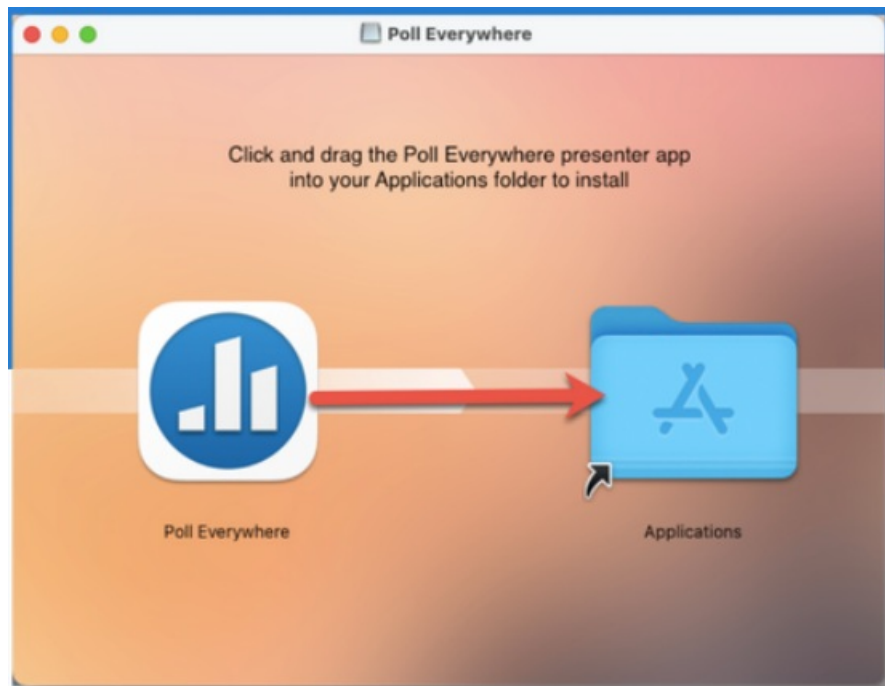 Poll Everywhere
Click and drag the Poll Everywhere presenter app
into your Applications folder to install
Poll Everywhere
Applications